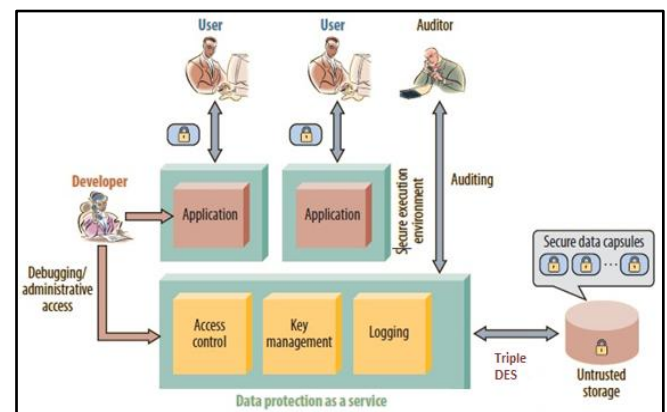 User
User
Auditor
Developer
Application
Application
Secure execution
environment
Auditing
Debugging/
administrative
access
Access
control
Key
management
Logging
Secure data capsules
...
Triple
DES
Untrusted
storage
Data protection as a service